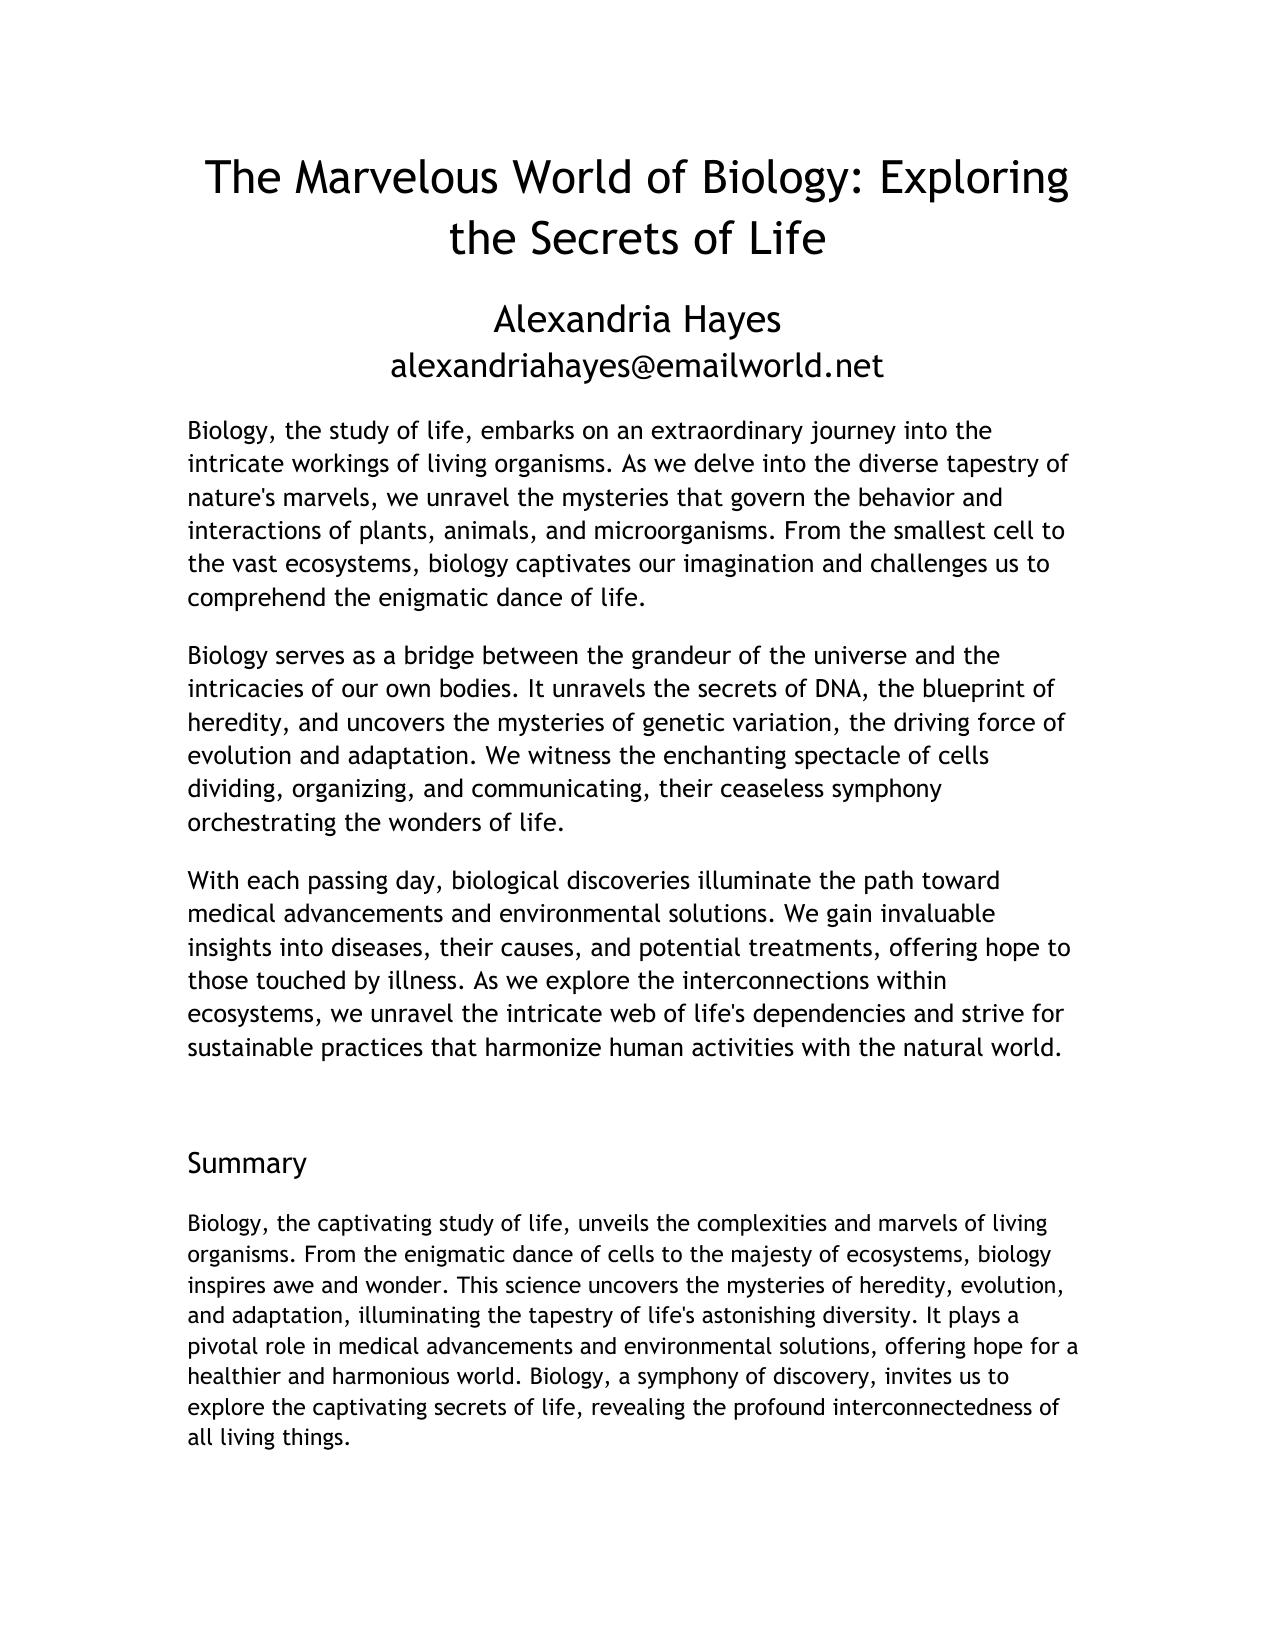 The Marvelous World of Biology: Exploring
the Secrets of Life
Alexandria Hayes
alexandriahayes@emailworld.net
Biology, the study of life, embarks on an extraordinary journey into the
intricate workings of living organisms. As we delve into the diverse tapestry of
nature's marvels, we unravel the mysteries that govern the behavior and
interactions of plants, animals, and microorganisms. From the smallest cell to
the vast ecosystems, biology captivates our imagination and challenges us to
comprehend the enigmatic dance of life.
Biology serves as a bridge between the grandeur of the universe and the
intricacies of our own bodies. It unravels the secrets of DNA, the blueprint of
heredity, and uncovers the mysteries of genetic variation, the driving force of
evolution and adaptation. We witness the enchanting spectacle of cells
dividing, organizing, and communicating, their ceaseless symphony
orchestrating the wonders of life.
With each passing day, biological discoveries illuminate the path toward
medical advancements and environmental solutions. We gain invaluable
insights into diseases, their causes, and potential treatments, offering hope to
those touched by illness. As we explore the interconnections within
ecosystems, we unravel the intricate web of life's dependencies and strive for
sustainable practices that harmonize human activities with the natural world.
Summary
Biology, the captivating study of life, unveils the complexities and marvels of living
organisms. From the enigmatic dance of cells to the majesty of ecosystems, biology
inspires awe and wonder. This science uncovers the mysteries of heredity, evolution,
and adaptation, illuminating the tapestry of life's astonishing diversity. It plays a
pivotal role in medical advancements and environmental solutions, offering hope for a
healthier and harmonious world. Biology, a symphony of discovery, invites us to
explore the captivating secrets of life, revealing the profound interconnectedness of
all living things.